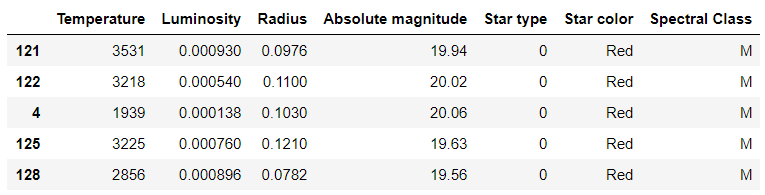 Temperature Luminosity Radius Absolute magnitude Star type Star color Spectral Class
121 3531 0.000930 0.0976 19.94 0 Red M
122 3218 0.000540 0.1100 20.02 0 Red M
4 1939 0.000138 0.1030 20.06 0 Red M
125 3225 0.000760 0.1210 19.63 0 Red M
128 2856 0.000896 0.0782 19.56 0 Red M